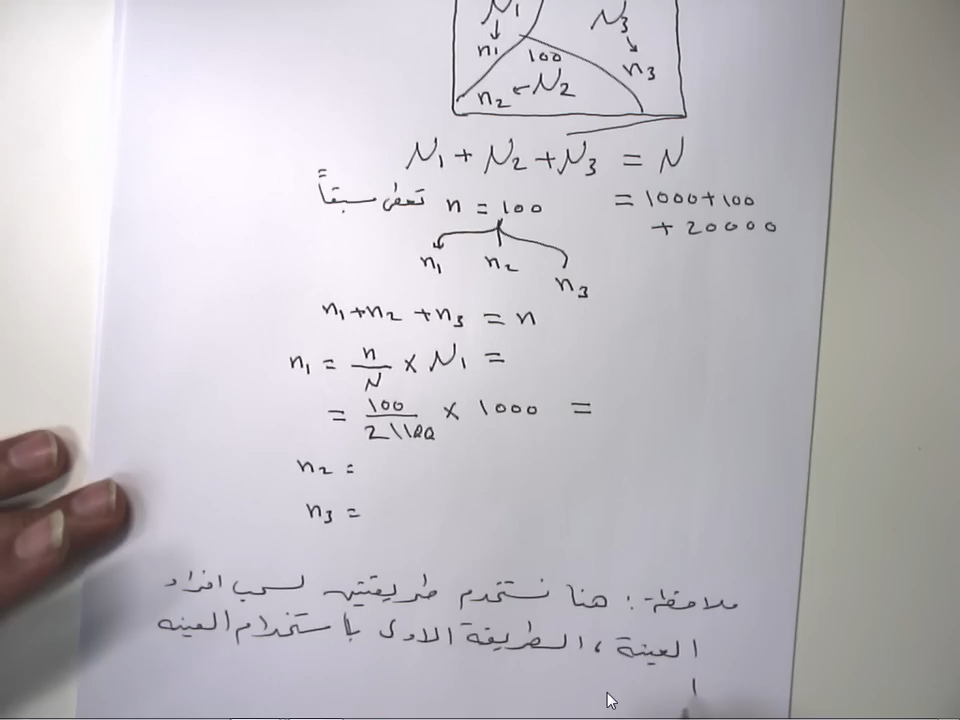 N₁ N₃
n₁ 100 n₃
n₂ ← N₂
N₁ + N₂ + N₃ = N
تعطى مسبقاً n = 100 = 1000 + 100
+ 20000
n₁ n₂ n₃
n₁ + n₂ + n₃ = n
n₁ = n/N × N₁ =
= 100/21100 × 1000 =
n₂ =
n₃ =
ملاحظة : هنا نستخدم طريقتين لسحب افراد
العينة ، الطريقة الاولى باستخدام العينه
ا